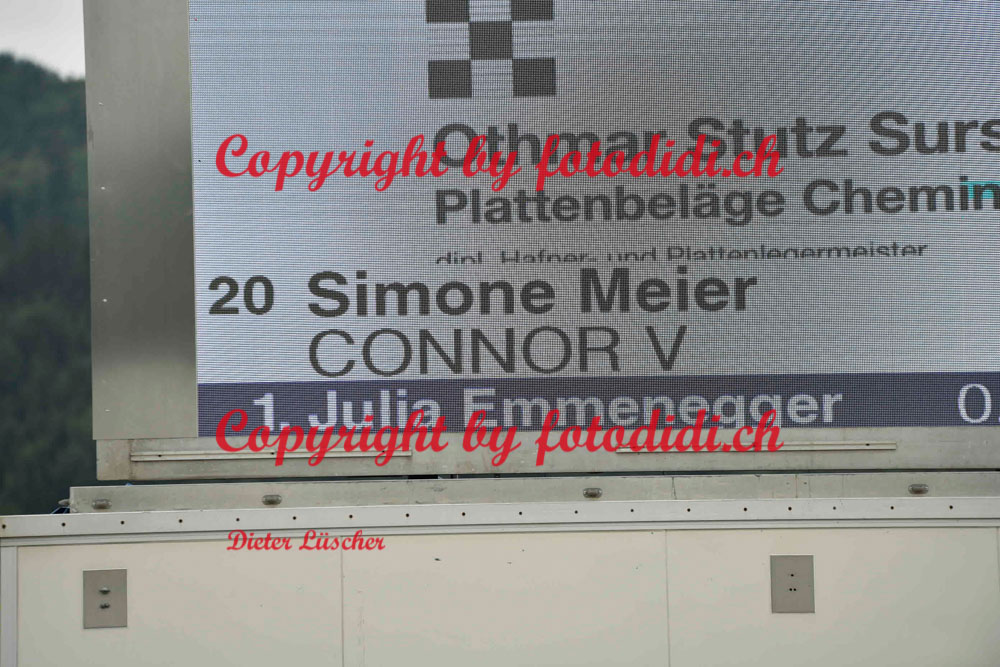 Othmar Stutz Surs
Copyright by fotodidi.ch
Plattenbeläge Chemin
dipl. Hafner- und Plattenlegermeister
20 Simone Meier
CONNOR V
1. Julia Emmenegger 0.
Copyright by fotodidi.ch
Dieter Lüscher